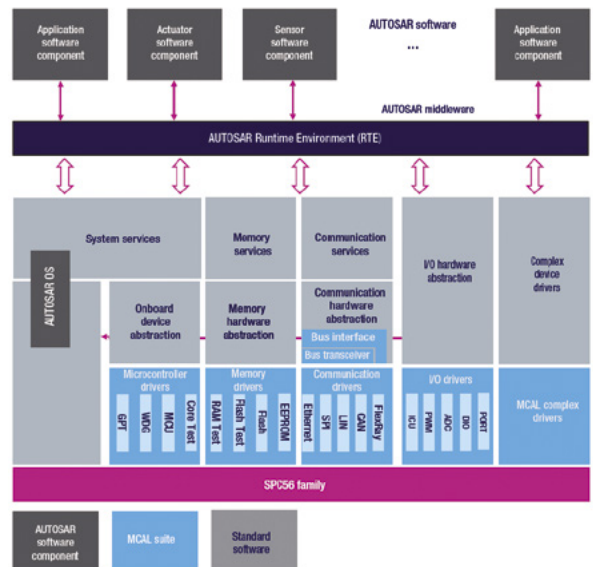 Application
software
component
Actuator
software
component
Sensor
software
component
AUTOSAR software
...
Application
software
component
AUTOSAR middleware
AUTOSAR Runtime Environment (RTE)
System services
Memory
services
Communication
services
I/O hardware
abstraction
Complex
device
drivers
AUTOSAR OS
Onboard
device
abstraction
Memory
hardware
abstraction
Communication
hardware
abstraction
Bus interface
Bus transceiver
Microcontroller
drivers
GPT
WDG
MCU
Core Test
Memory
drivers
RAM Test
Flash Test
Flash
EEPROM
Communication
drivers
Ethernet
SPI
LIN
CAN
FlexRay
I/O drivers
ICU
PWM
ADC
DIO
PORT
MCAL complex
drivers
SPC56 family
AUTOSAR
software
component
MCAL suite
Standard
software